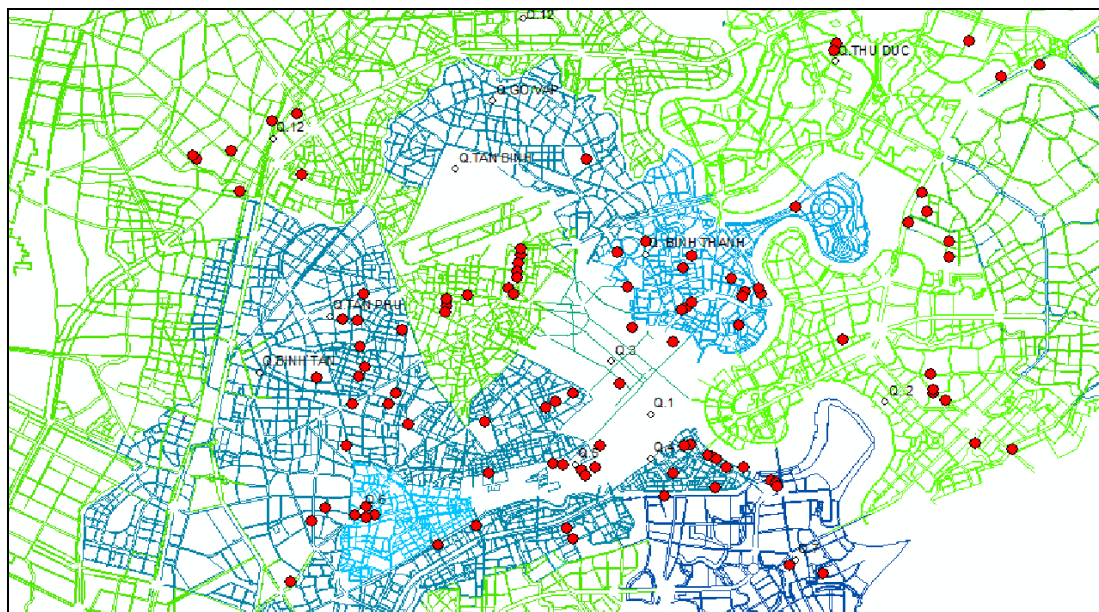 Q.12
Q.THU DUC
Q.GO VAP
Q.12
Q.TAN BINH
Q. BINH THANH
Q.TAN PHU
Q.3
Q.BINH TAN
Q. 2
Q.1
Q.4
Q.5
Q.6